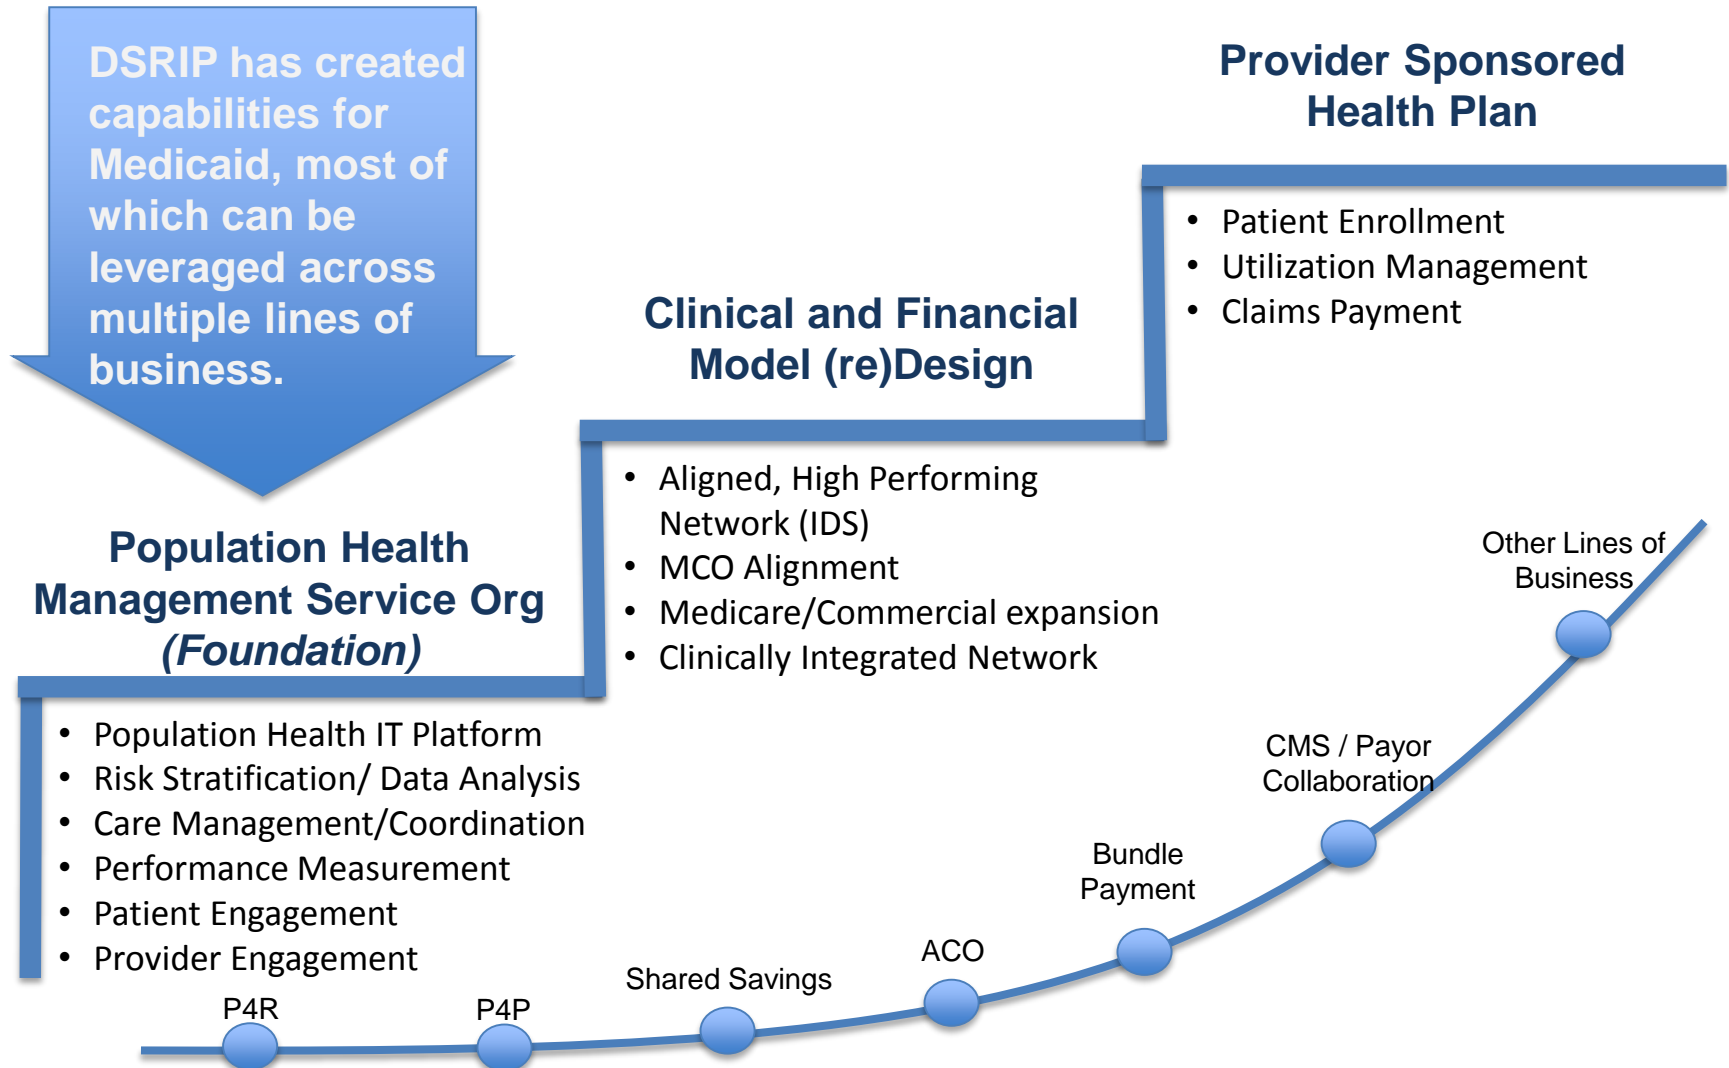 DSRIP has created
capabilities for
Medicaid, most of
which can be
leveraged across
multiple lines of
business.
Provider Sponsored
Health Plan
• Patient Enrollment
• Utilization Management
• Claims Payment
Clinical and Financial
Model (re)Design
• Aligned, High Performing
Network (IDS)
• MCO Alignment
• Medicare/Commercial expansion
• Clinically Integrated Network
Population Health
Management Service Org
(Foundation)
• Population Health IT Platform
• Risk Stratification/ Data Analysis
• Care Management/Coordination
• Performance Measurement
• Patient Engagement
• Provider Engagement
P4R
P4P
Shared Savings
ACO
Bundle
Payment
CMS / Payor
Collaboration
Other Lines of
Business